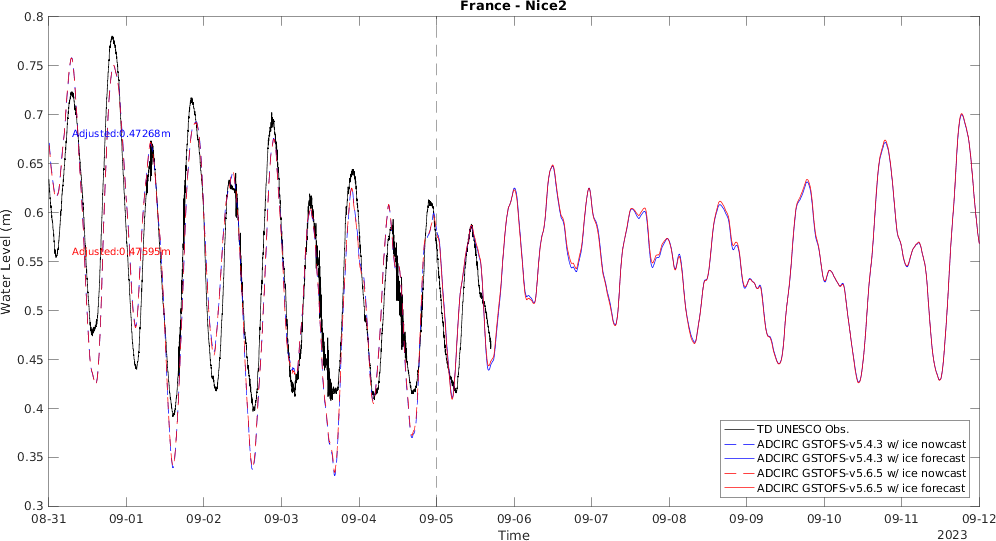 France - Nice2
Water Level (m)
0.8
0.75
0.7
0.65
0.6
0.55
0.5
0.45
0.4
0.35
0.3
Adjusted:0.47268m
Adjusted:0.47695m
TD UNESCO Obs.
ADCIRC GSTOFS-v5.4.3 w/ ice nowcast
ADCIRC GSTOFS-v5.4.3 w/ ice forecast
ADCIRC GSTOFS-v5.6.5 w/ ice nowcast
ADCIRC GSTOFS-v5.6.5 w/ ice forecast
08-31 09-01 09-02 09-03 09-04 09-05 09-06 09-07 09-08 09-09 09-10 09-11 09-12
Time
2023